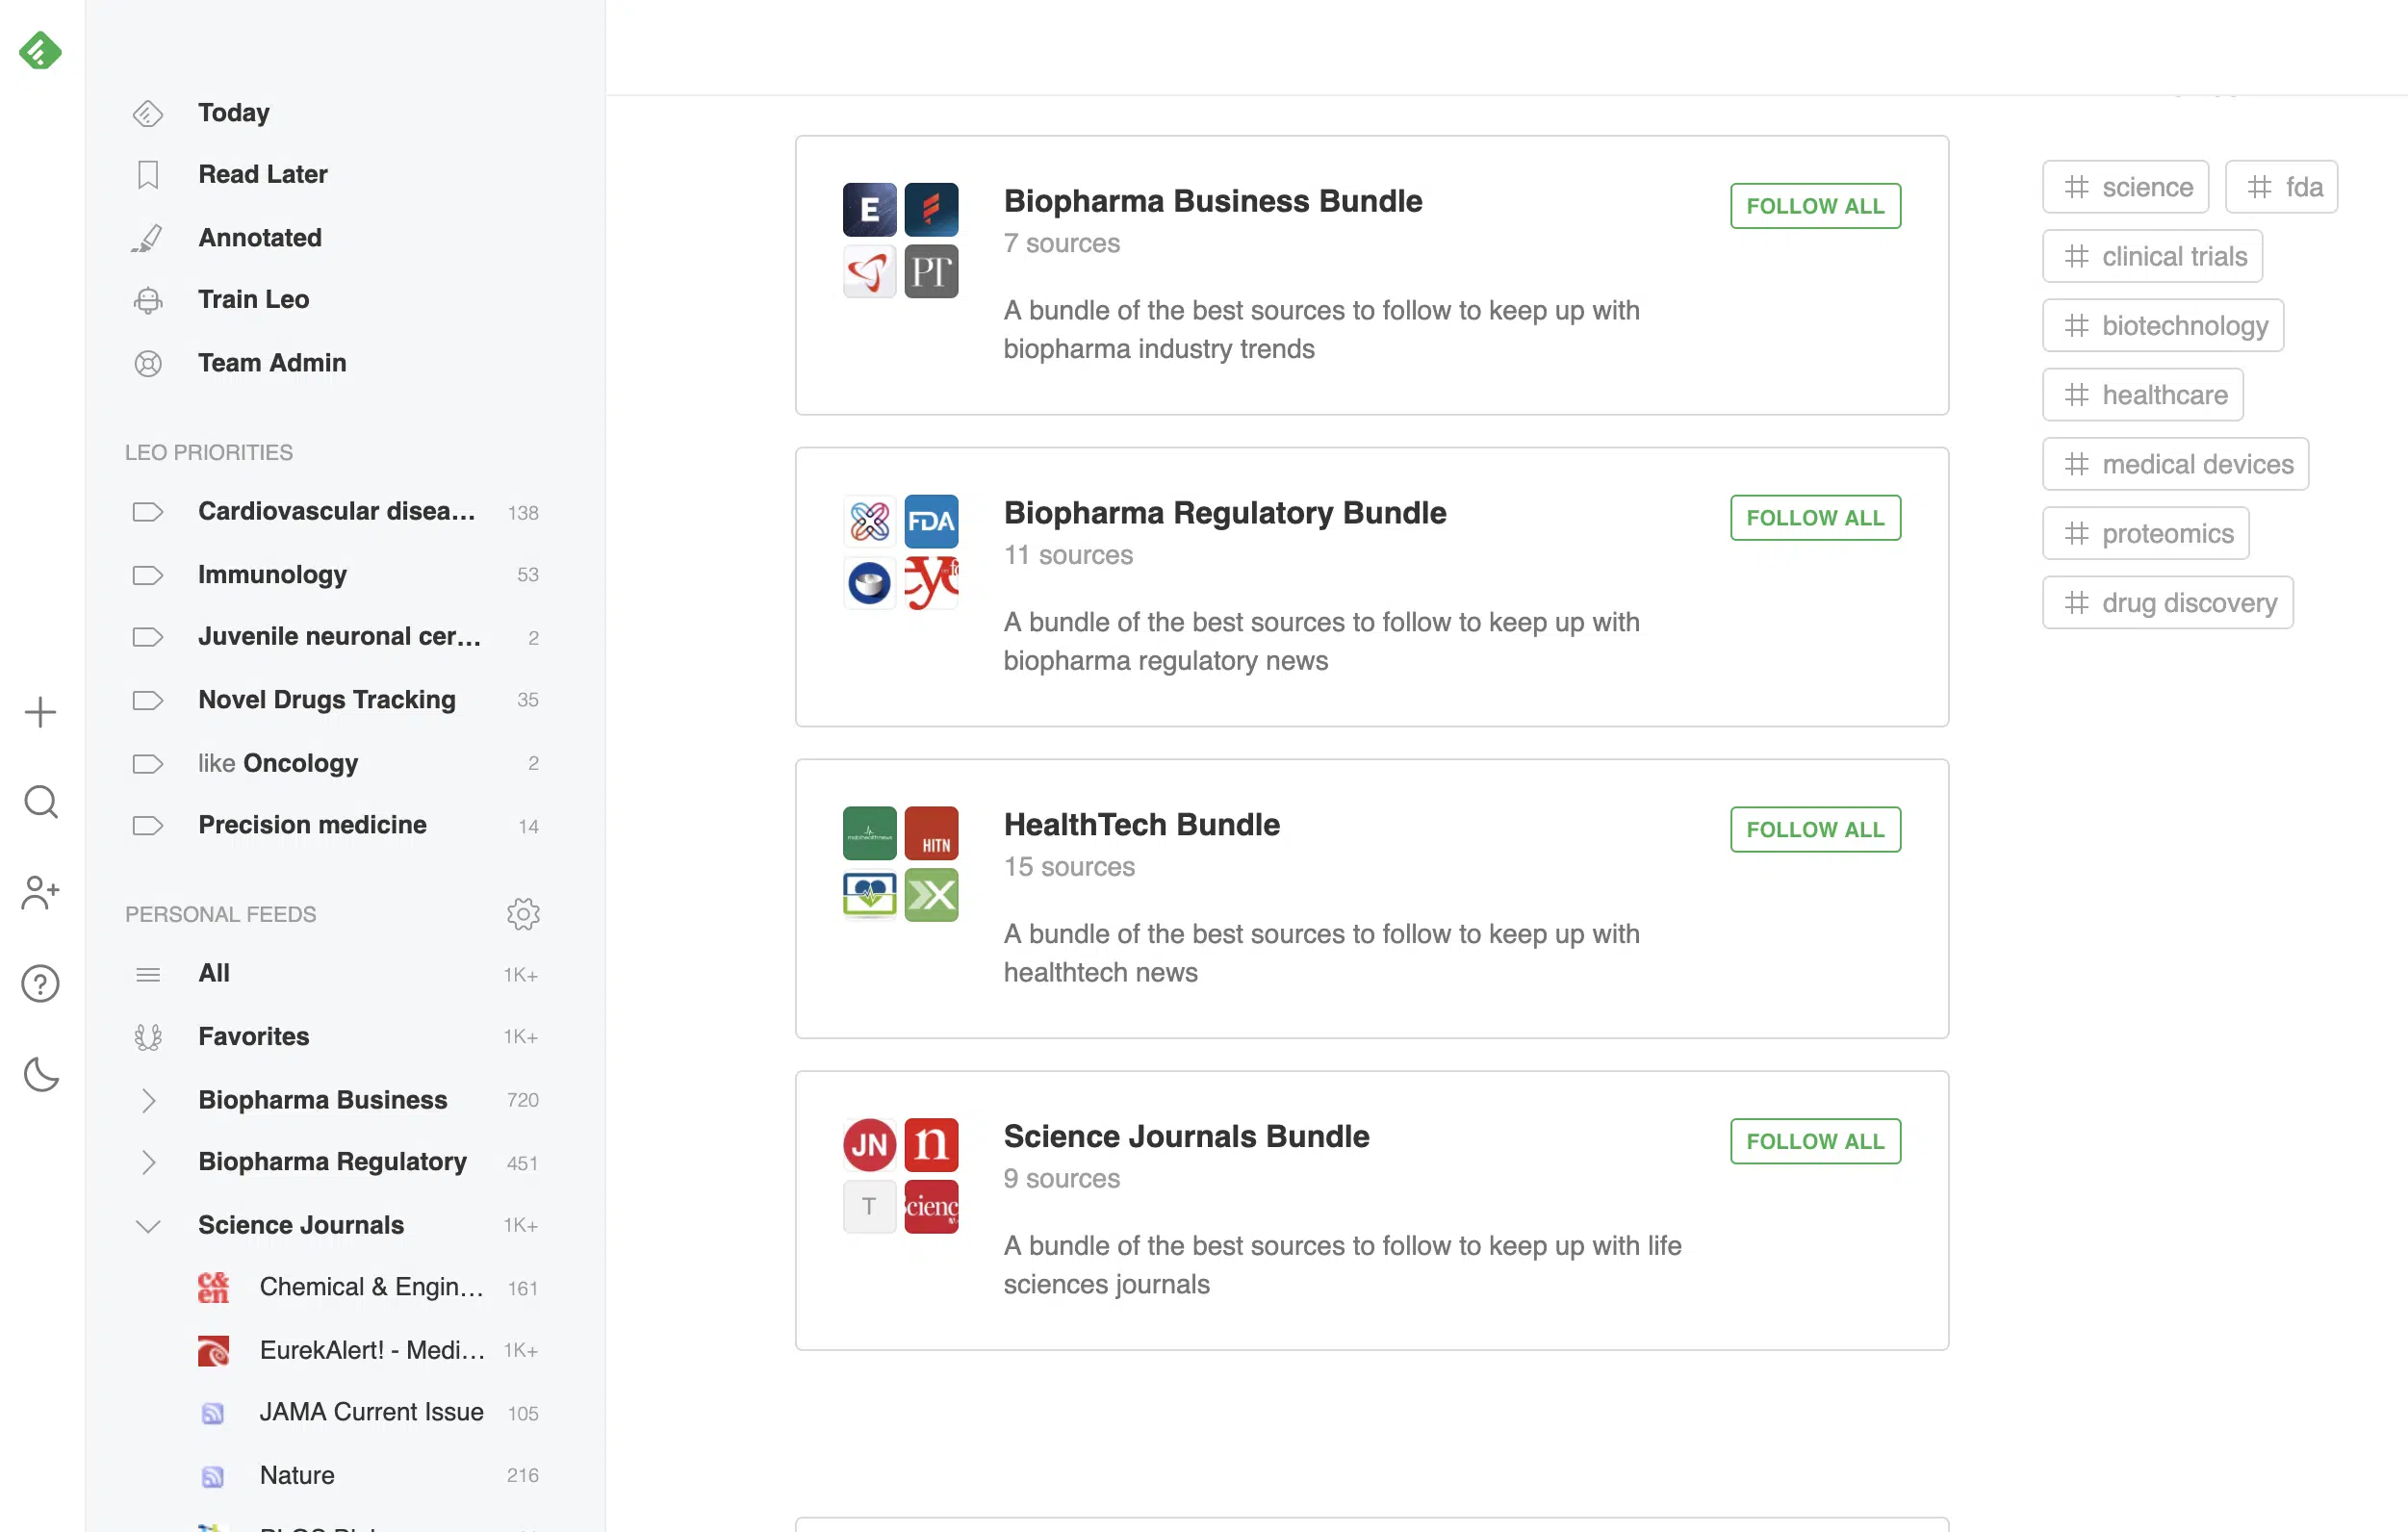 Today
Read Later
Annotated
Train Leo
Team Admin
LEO PRIORITIES
Cardiovascular disea... 138
Immunology 53
Juvenile neuronal cer... 2
Novel Drugs Tracking 35
like Oncology 2
Precision medicine 14
PERSONAL FEEDS
All 1K+
Favorites 1K+
Biopharma Business 720
Biopharma Regulatory 451
Science Journals 1K+
Chemical & Engin... 161
EurekAlert! - Medi... 1K+
JAMA Current Issue 105
Nature 216
E
PT
Biopharma Business Bundle
FOLLOW ALL
7 sources
A bundle of the best sources to follow to keep up with
biopharma industry trends
FDA
Biopharma Regulatory Bundle
FOLLOW ALL
11 sources
A bundle of the best sources to follow to keep up with
biopharma regulatory news
HITN
HealthTech Bundle
FOLLOW ALL
15 sources
A bundle of the best sources to follow to keep up with
healthtech news
JN n
T
Science Journals Bundle
FOLLOW ALL
9 sources
A bundle of the best sources to follow to keep up with life
sciences journals
# science # fda
# clinical trials
# biotechnology
# healthcare
# medical devices
# proteomics
# drug discovery